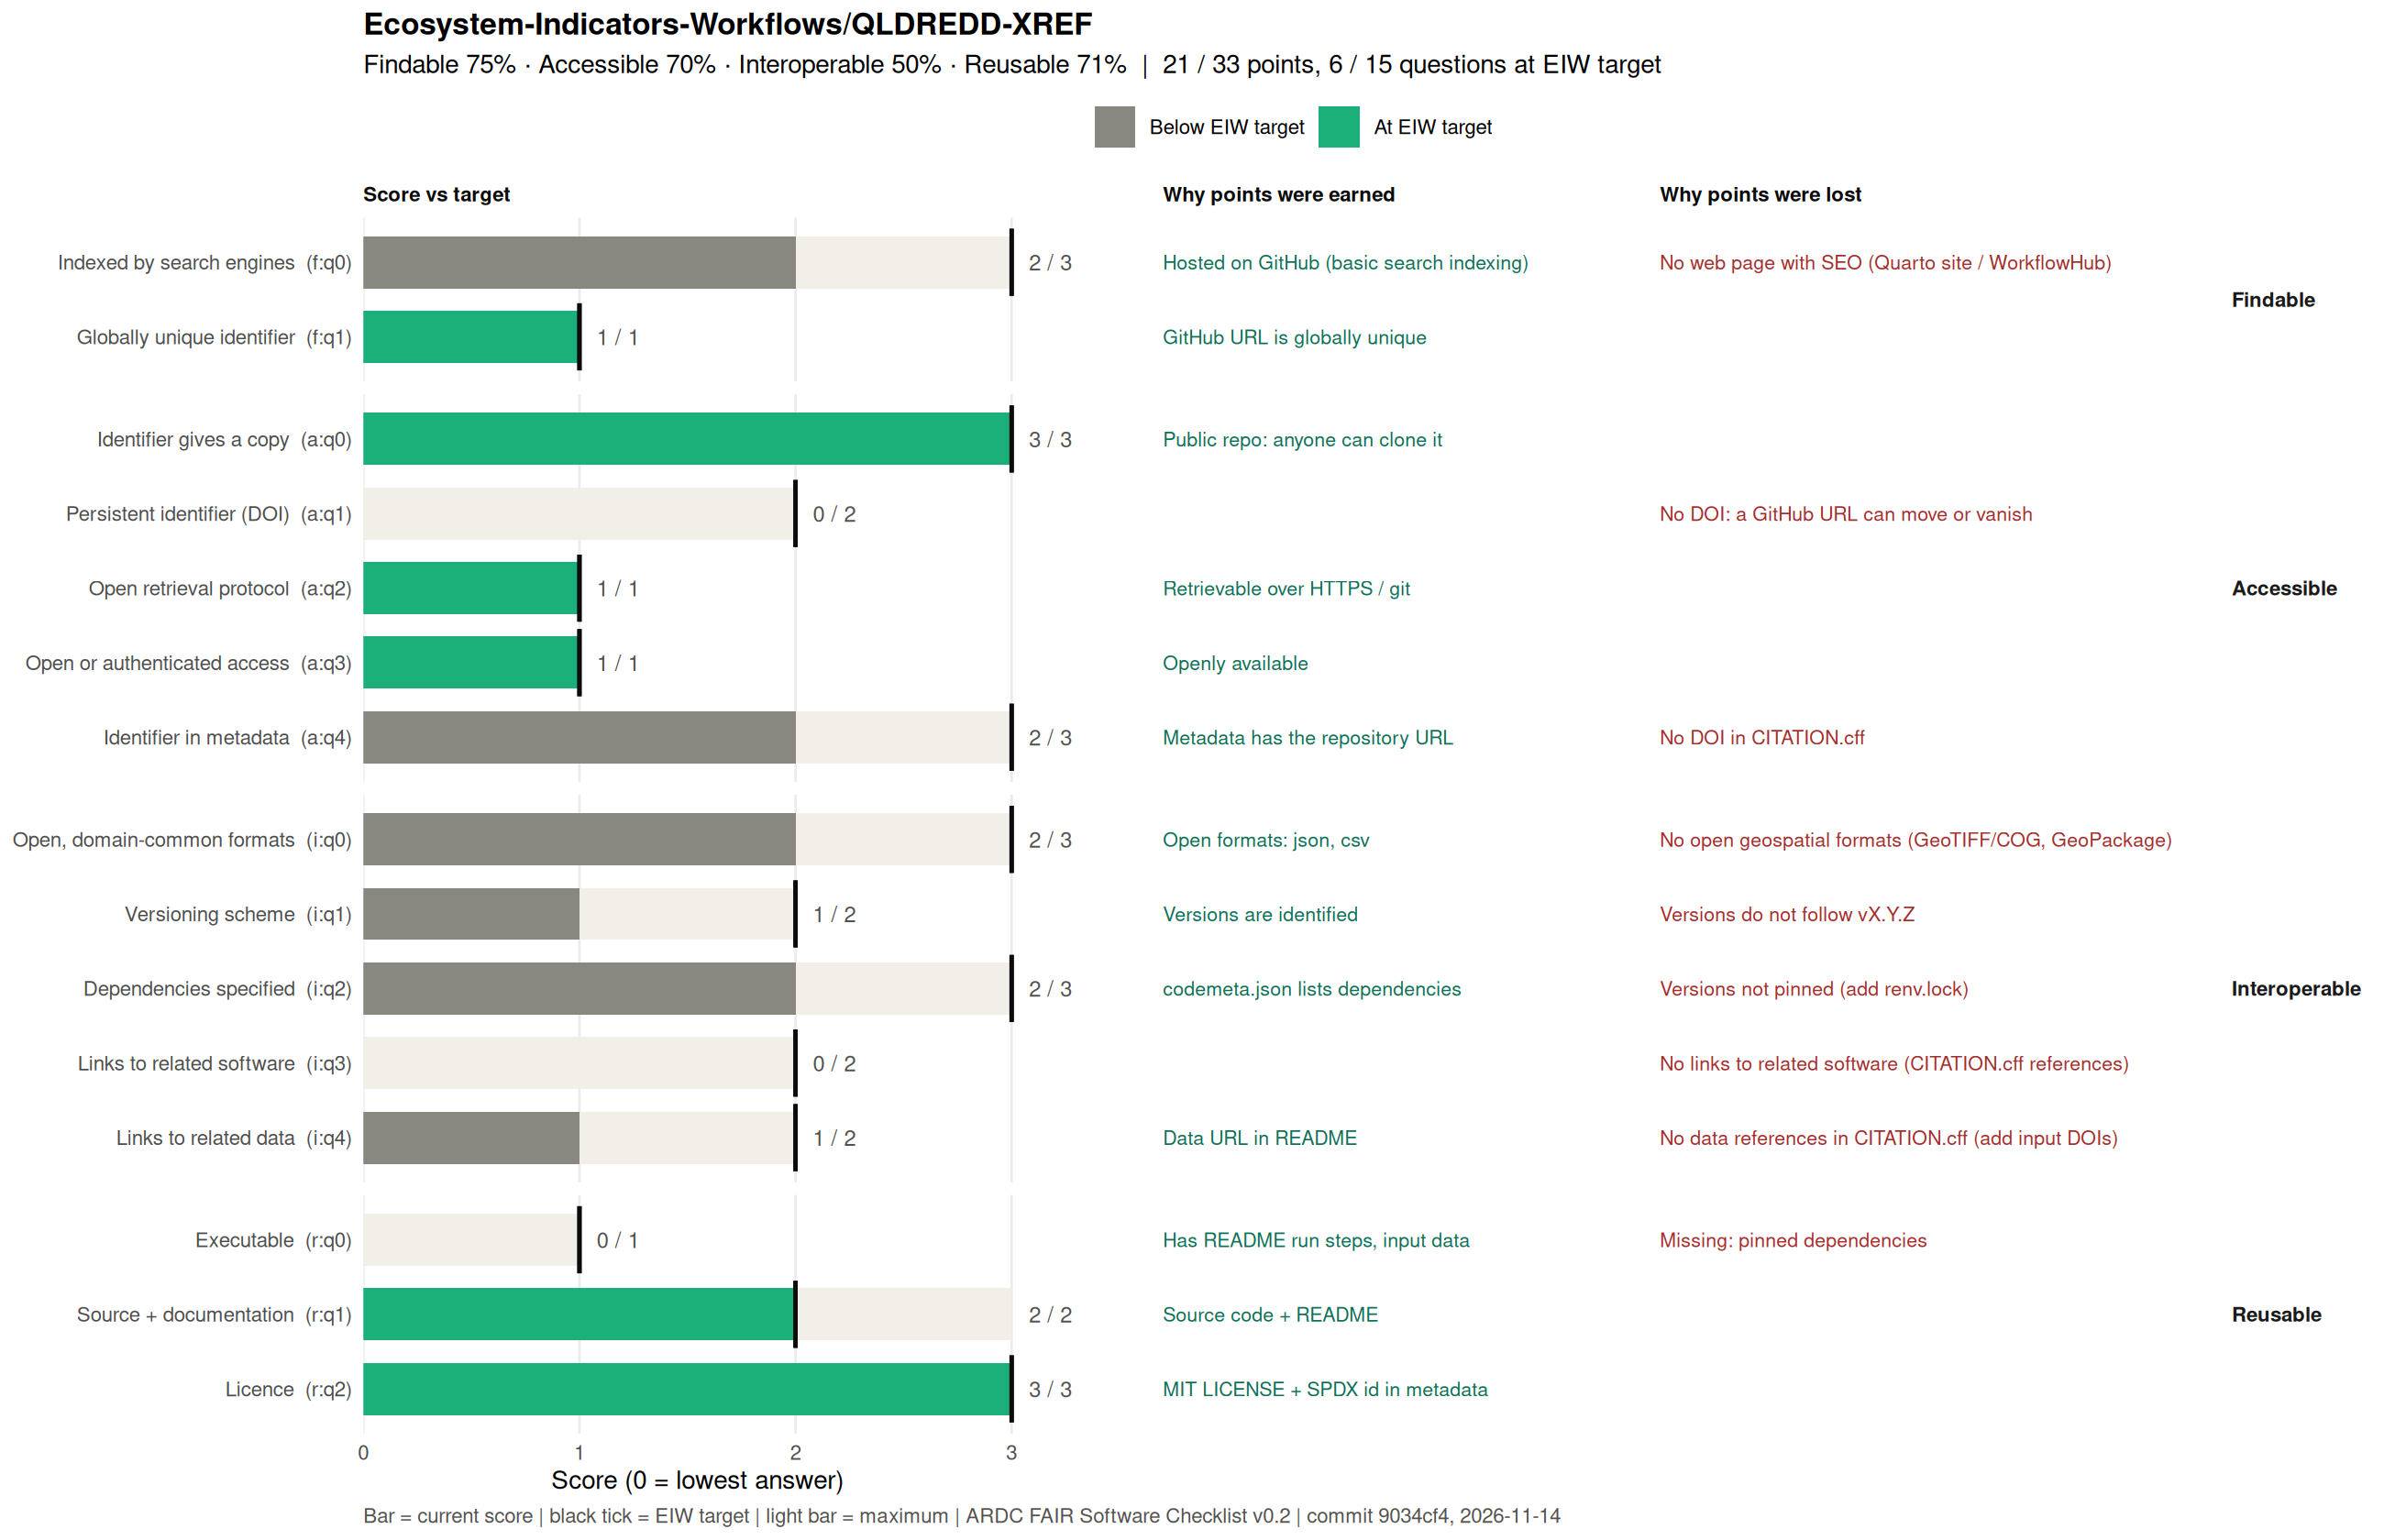 Ecosystem-Indicators-Workflows/QLDREDD-XREF
Findable 75% · Accessible 70% · Interoperable 50% · Reusable 71% | 21 / 33 points, 6 / 15 questions at EIW target
Below EIW target At EIW target
Score vs target Why points were earned Why points were lost
Indexed by search engines (f:q0) 2 / 3 Hosted on GitHub (basic search indexing) No web page with SEO (Quarto site / WorkflowHub)
Findable
Globally unique identifier (f:q1) 1 / 1 GitHub URL is globally unique
Identifier gives a copy (a:q0) 3 / 3 Public repo: anyone can clone it
Persistent identifier (DOI) (a:q1) 0 / 2 No DOI: a GitHub URL can move or vanish
Open retrieval protocol (a:q2) 1 / 1 Retrievable over HTTPS / git Accessible
Open or authenticated access (a:q3) 1 / 1 Openly available
Identifier in metadata (a:q4) 2 / 3 Metadata has the repository URL No DOI in CITATION.cff
Open, domain-common formats (i:q0) 2 / 3 Open formats: json, csv No open geospatial formats (GeoTIFF/COG, GeoPackage)
Versioning scheme (i:q1) 1 / 2 Versions are identified Versions do not follow vX.Y.Z
Dependencies specified (i:q2) 2 / 3 codemeta.json lists dependencies Versions not pinned (add renv.lock) Interoperable
Links to related software (i:q3) 0 / 2 No links to related software (CITATION.cff references)
Links to related data (i:q4) 1 / 2 Data URL in README No data references in CITATION.cff (add input DOIs)
Executable (r:q0) 0 / 1 Has README run steps, input data Missing: pinned dependencies
Source + documentation (r:q1) 2 / 2 Source code + README Reusable
Licence (r:q2) 3 / 3 MIT LICENSE + SPDX id in metadata
0 1 2 3
Score (0 = lowest answer)
Bar = current score | black tick = EIW target | light bar = maximum | ARDC FAIR Software Checklist v0.2 | commit 9034cf4, 2026-11-14